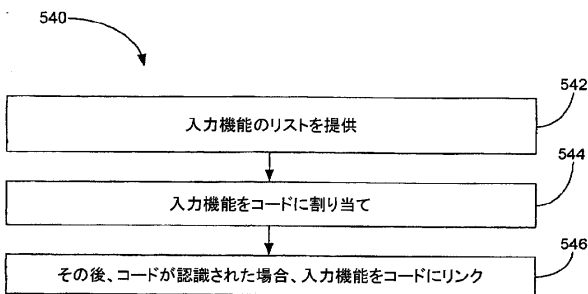 540
542
入力機能のリストを提供
544
入力機能をコードに割り当て
546
その後、コードが認識された場合、入力機能をコードにリンク